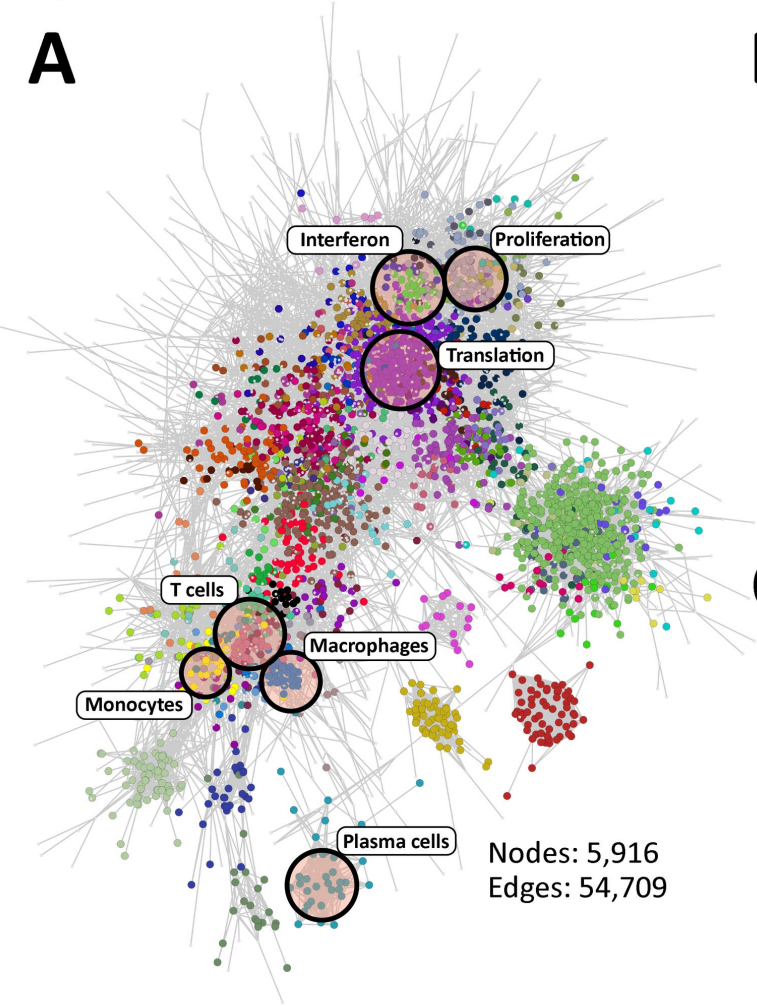 A
Interferon
Proliferation
Translation
T cells
Macrophages
Monocytes
Plasma cells
Nodes: 5,916
Edges: 54,709